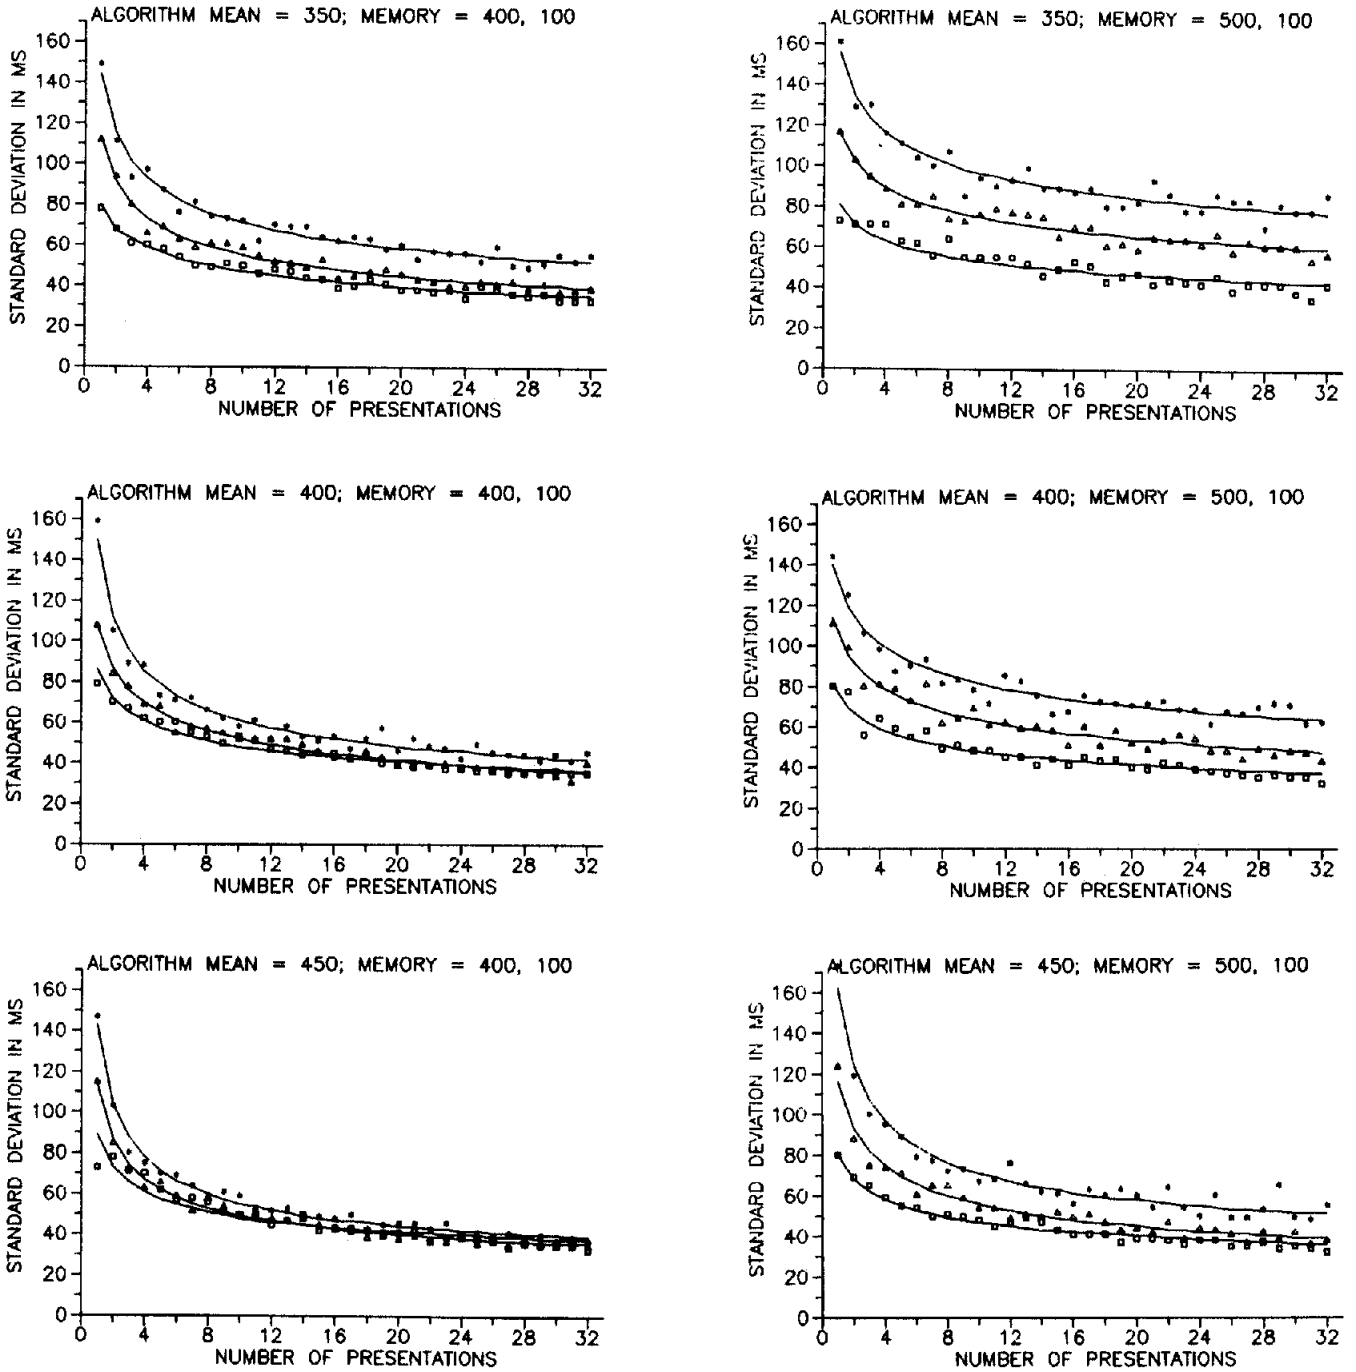 ALGORITHM MEAN = 350; MEMORY = 400, 100
STANDARD DEVIATION IN MS
160
140
120
100
80
60
40
20
0
0 4 8 12 16 20 24 28 32
NUMBER OF PRESENTATIONS
ALGORITHM MEAN = 350; MEMORY = 500, 100
STANDARD DEVIATION IN MS
160
140
120
100
80
60
40
20
0
0 4 8 12 16 20 24 28 32
NUMBER OF PRESENTATIONS
ALGORITHM MEAN = 400; MEMORY = 400, 100
STANDARD DEVIATION IN MS
160
140
120
100
80
60
40
20
0
0 4 8 12 16 20 24 28 32
NUMBER OF PRESENTATIONS
ALGORITHM MEAN = 400; MEMORY = 500, 100
STANDARD DEVIATION IN MS
160
140
120
100
80
60
40
20
0
0 4 8 12 16 20 24 28 32
NUMBER OF PRESENTATIONS
ALGORITHM MEAN = 450; MEMORY = 400, 100
STANDARD DEVIATION IN MS
160
140
120
100
80
60
40
20
0
0 4 8 12 16 20 24 28 32
NUMBER OF PRESENTATIONS
ALGORITHM MEAN = 450; MEMORY = 500, 100
STANDARD DEVIATION IN MS
160
140
120
100
80
60
40
20
0
0 4 8 12 16 20 24 28 32
NUMBER OF PRESENTATIONS